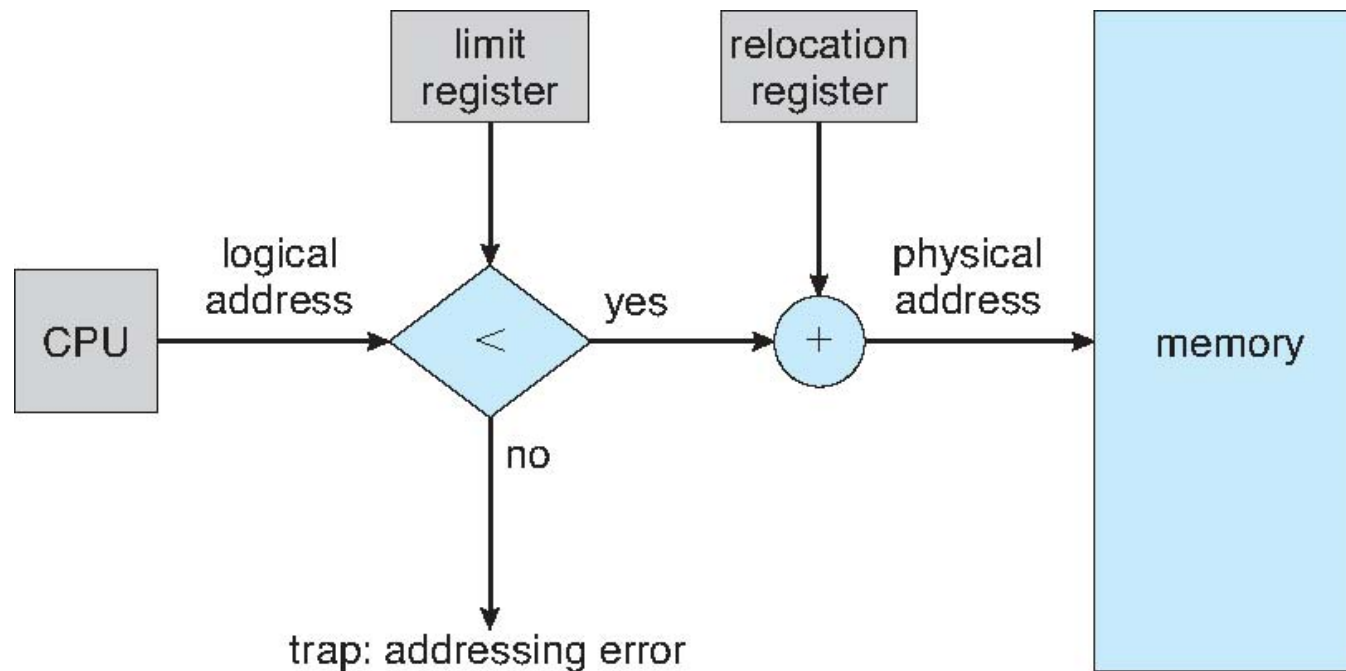 limit
register
relocation
register
logical
address
physical
address
CPU
<
yes
+
memory
no
trap: addressing error